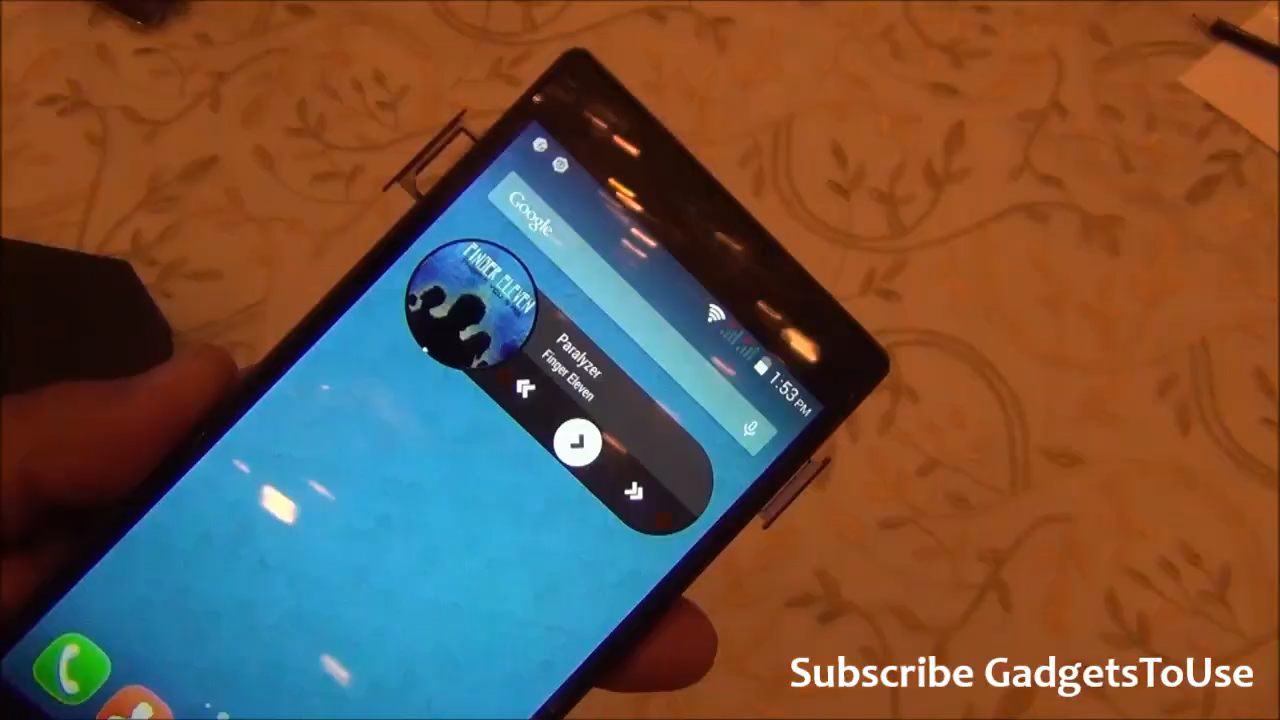 Google
1:53 PM
FINGER ELEVEN
Paralyzer
Finger Eleven
Subscribe GadgetsToUse